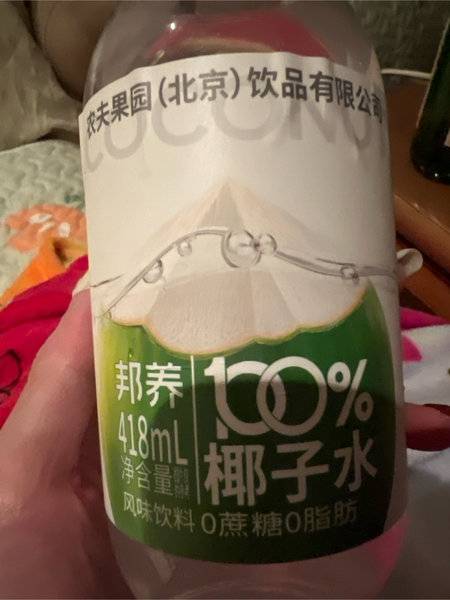 农夫果园(北京)饮品有限公司
COCONU
邦养
418mL
净含量
100%
椰子水
风味饮料 0蔗糖0脂肪